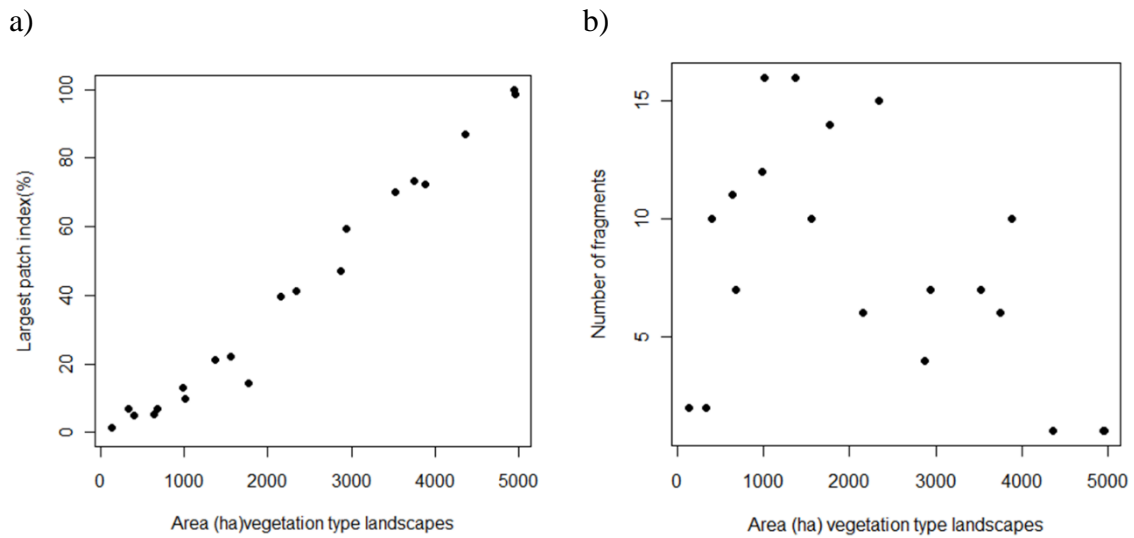 a)
b)
Largest patch index(%)
0
20
40
60
80
100
0 1000 2000 3000 4000 5000
Area (ha)vegetation type landscapes
Number of fragments
5
10
15
0 1000 2000 3000 4000 5000
Area (ha) vegetation type landscapes